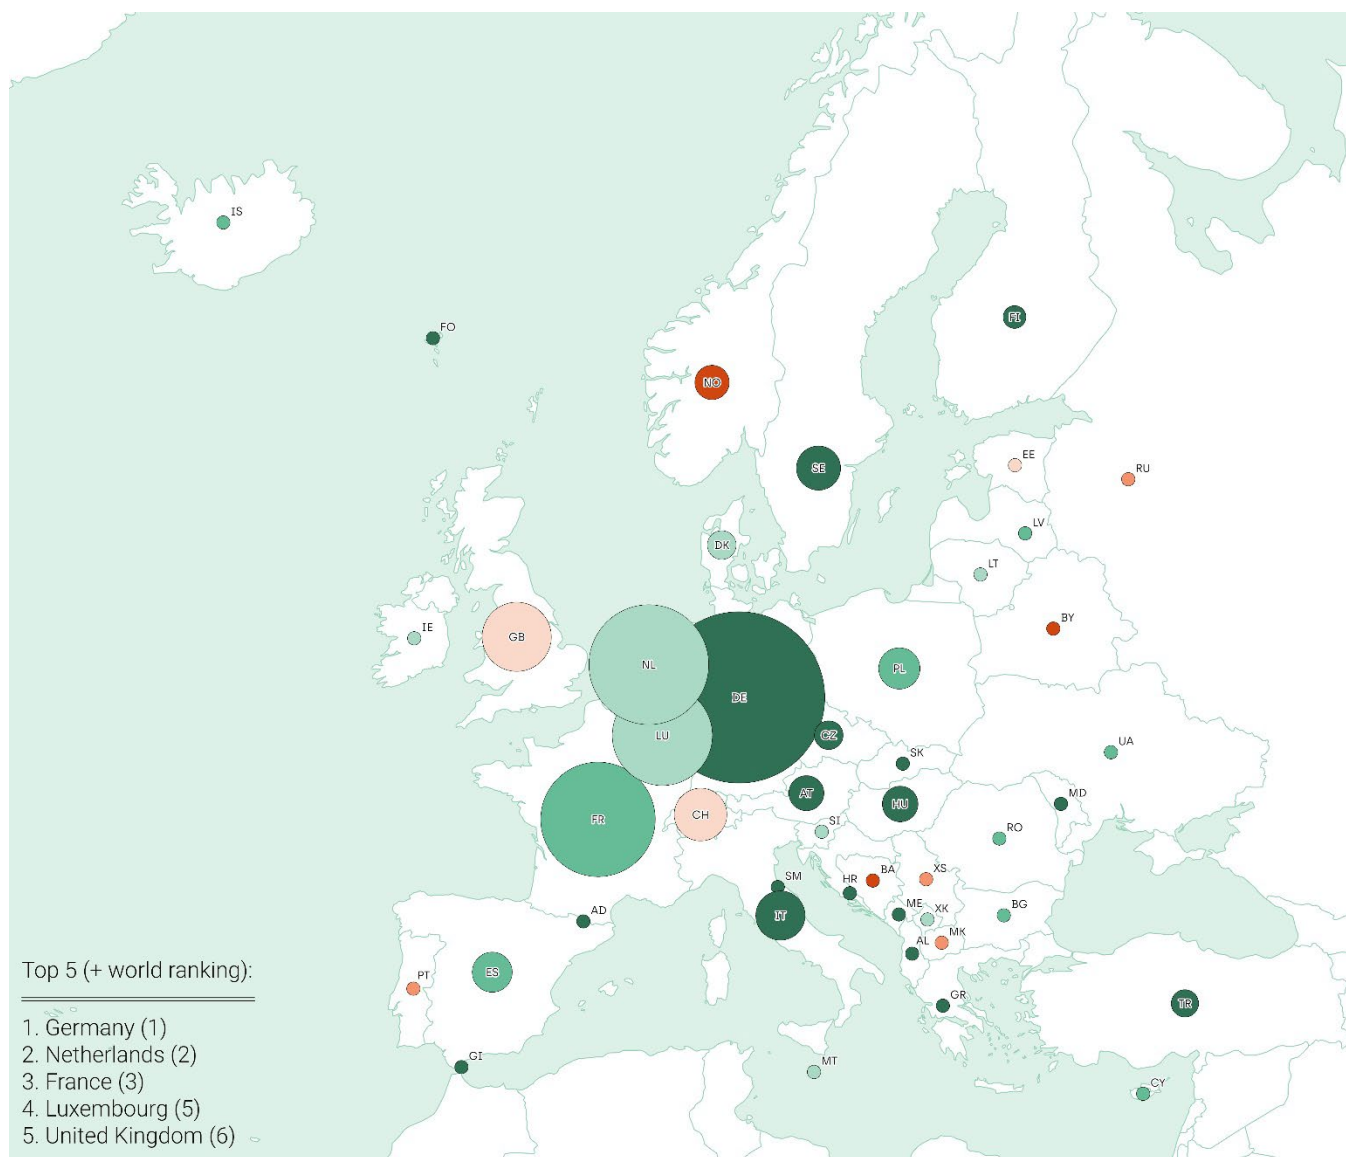 IS
FO
FI
NO
SE
EE
RU
LV
DK
LT
BY
IE
GB
NL
PL
DE
LU
CZ
UA
SK
AT
HU
MD
CH
FR
SI
RO
SM
HR
BA
XS
AD
IT
ME
XK
BG
MK
AL
ES
PT
GR
TR
GI
MT
CY
Top 5 (+ world ranking):
1. Germany (1)
2. Netherlands (2)
3. France (3)
4. Luxembourg (5)
5. United Kingdom (6)